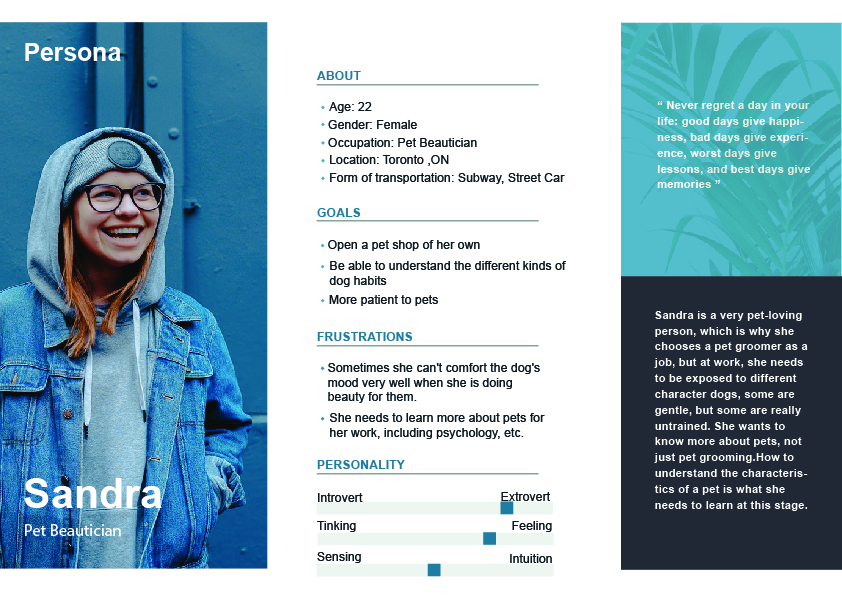 Persona
Sandra
Pet Beautician
ABOUT
• Age: 22
• Gender: Female
• Occupation: Pet Beautician
• Location: Toronto ,ON
• Form of transportation: Subway, Street Car
GOALS
• Open a pet shop of her own
• Be able to understand the different kinds of
dog habits
• More patient to pets
FRUSTRATIONS
• Sometimes she can't comfort the dog's
mood very well when she is doing
beauty for them.
• She needs to learn more about pets for
her work, including psychology, etc.
PERSONALITY
Introvert Extrovert
Tinking Feeling
Sensing Intuition
“ Never regret a day in your
life: good days give happi-
ness, bad days give experi-
ence, worst days give
lessons, and best days give
memories ”
Sandra is a very pet-loving
person, which is why she
chooses a pet groomer as a
job, but at work, she needs
to be exposed to different
character dogs, some are
gentle, but some are really
untrained. She wants to
know more about pets, not
just pet grooming.How to
understand the characteris-
tics of a pet is what she
needs to learn at this stage.